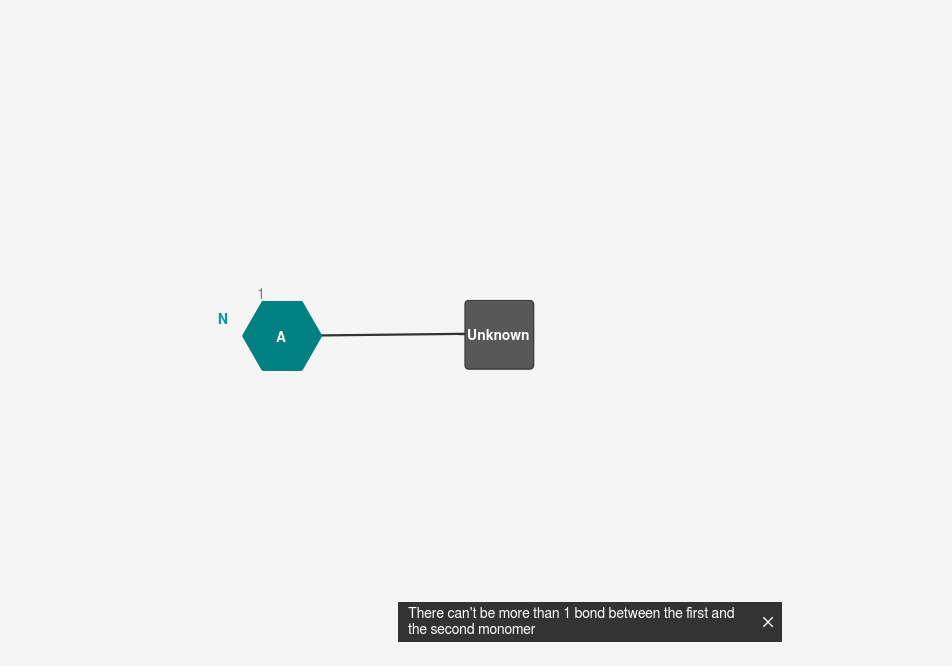 1
N
A
Unknown
There can't be more than 1 bond between the first and
the second monomer